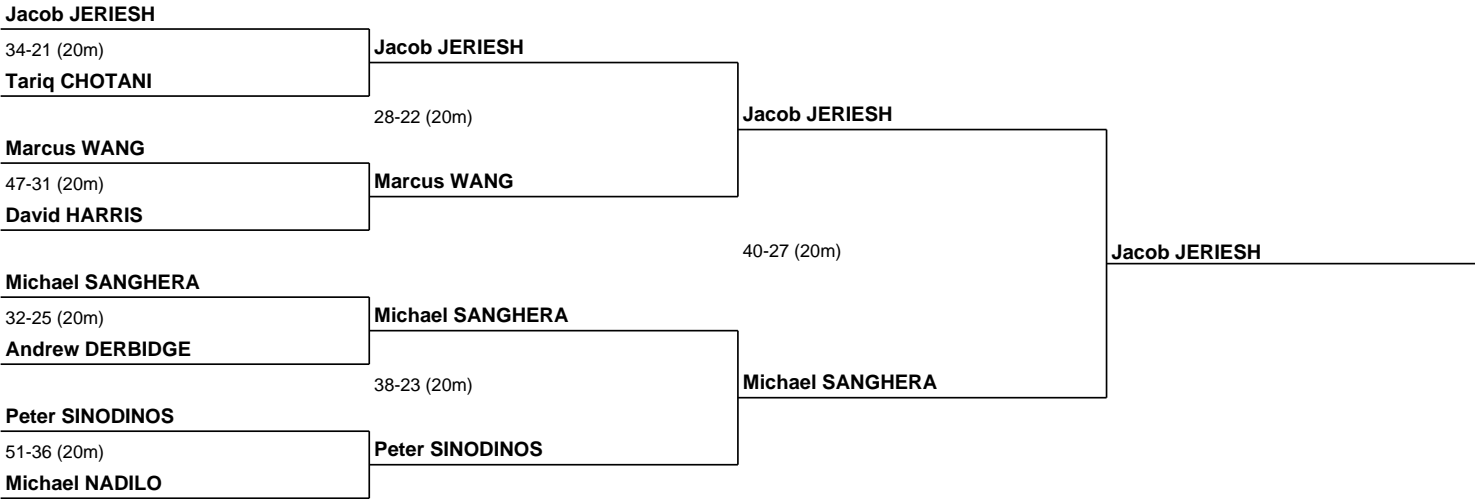 Jacob JERIESH
34-21 (20m)
Tariq CHOTANI
Marcus WANG
47-31 (20m)
David HARRIS
Michael SANGHERA
32-25 (20m)
Andrew DERBIDGE
Peter SINODINOS
51-36 (20m)
Michael NADILO
Jacob JERIESH
28-22 (20m)
Marcus WANG
Michael SANGHERA
38-23 (20m)
Peter SINODINOS
Jacob JERIESH
40-27 (20m)
Michael SANGHERA
Jacob JERIESH